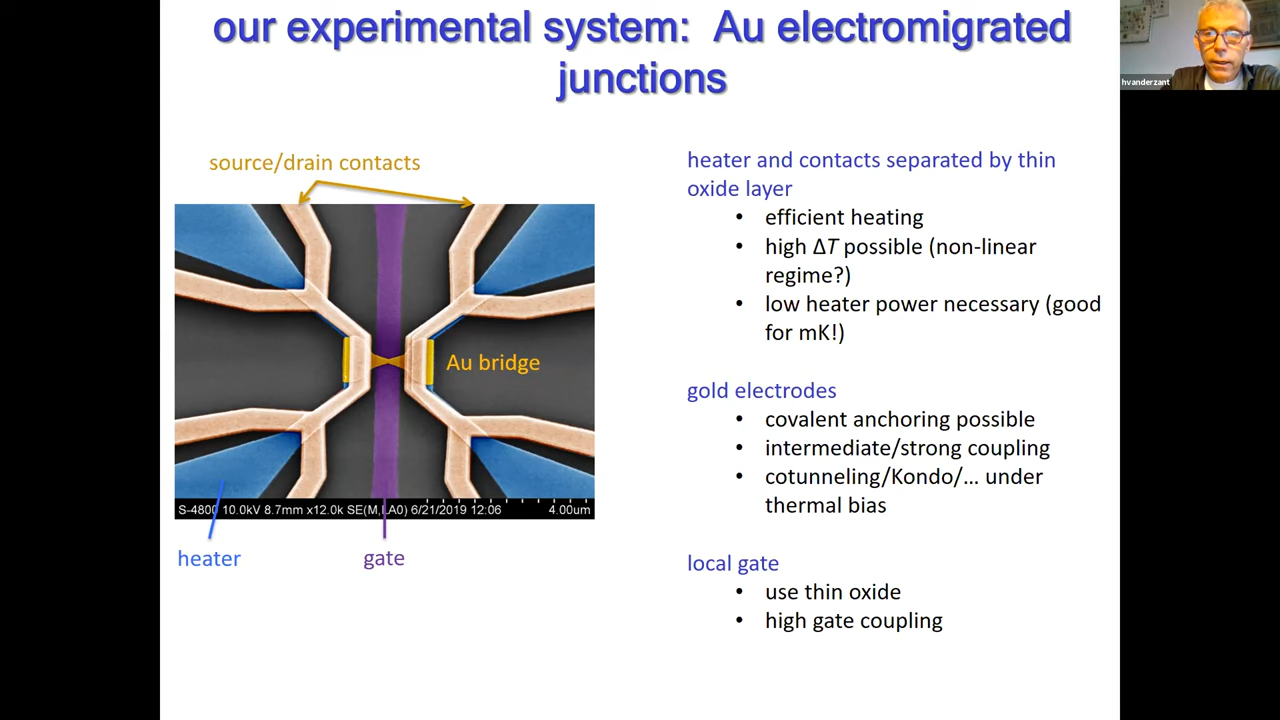 our experimental system: Au electromigrated
junctions
hvanderzant
source/drain contacts
Au bridge
S-4800 10.0kV 8.7mm x12.0k SE(M,LA0) 6/21/2019 12:06
4.00um
heater
gate
heater and contacts separated by thin
oxide layer
• efficient heating
• high ΔT possible (non-linear
regime?)
• low heater power necessary (good
for mK!)
gold electrodes
• covalent anchoring possible
• intermediate/strong coupling
• cotunneling/Kondo/... under
thermal bias
local gate
• use thin oxide
• high gate coupling